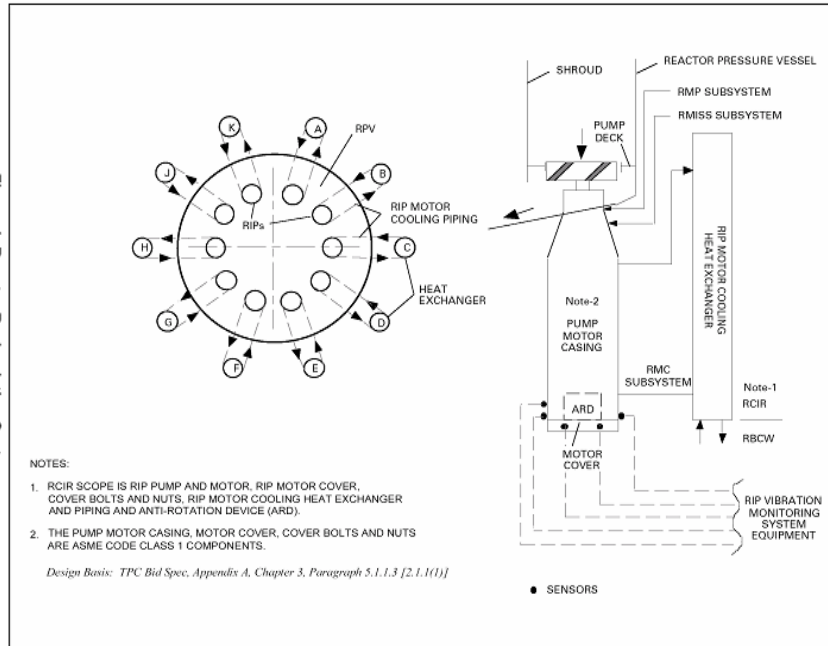 K
A
RPV
J
B
RIP MOTOR
COOLING PIPING
RIPs
H
C
HEAT
EXCHANGER
G
D
F
E
SHROUD
REACTOR PRESSURE VESSEL
RMP SUBSYSTEM
RMISS SUBSYSTEM
PUMP
DECK
RIP MOTOR COOLING
HEAT EXCHANGER
Note-2
PUMP
MOTOR
CASING
RMC
SUBSYSTEM
Note-1
RCIR
ARD
RBCW
MOTOR
COVER
RIP VIBRATION
MONITORING
SYSTEM
EQUIPMENT
SENSORS
NOTES:
1. RCIR SCOPE IS RIP PUMP AND MOTOR, RIP MOTOR COVER,
COVER BOLTS AND NUTS, RIP MOTOR COOLING HEAT EXCHANGER
AND PIPING AND ANTI-ROTATION DEVICE (ARD).
2. THE PUMP MOTOR CASING, MOTOR COVER, COVER BOLTS AND NUTS
ARE ASME CODE CLASS 1 COMPONENTS.
Design Basis: TPC Bid Spec, Appendix A, Chapter 3, Paragraph 5.1.1.3 [2.1.1(1)]